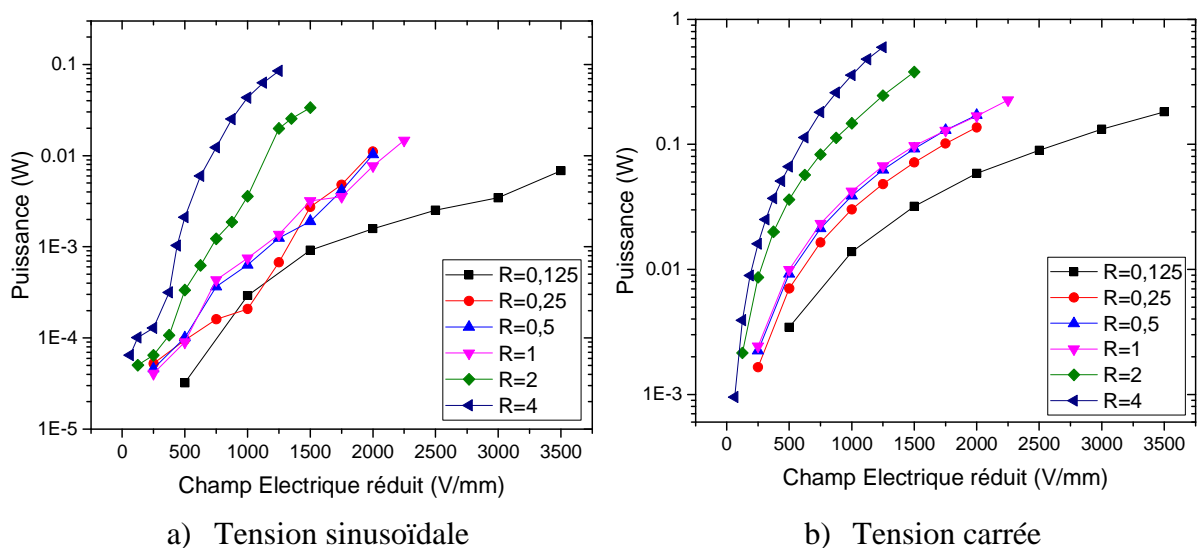 0.1
0.01
1E-3
1E-4
1E-5
Puissance (W)
0 500 1000 1500 2000 2500 3000 3500
Champ Electrique réduit (V/mm)
R=0,125
R=0,25
R=0,5
R=1
R=2
R=4
a) Tension sinusoïdale
1
0.1
0.01
1E-3
Puissance (W)
0 500 1000 1500 2000 2500 3000 3500
Champ Electrique réduit (V/mm)
R=0,125
R=0,25
R=0,5
R=1
R=2
R=4
b) Tension carrée